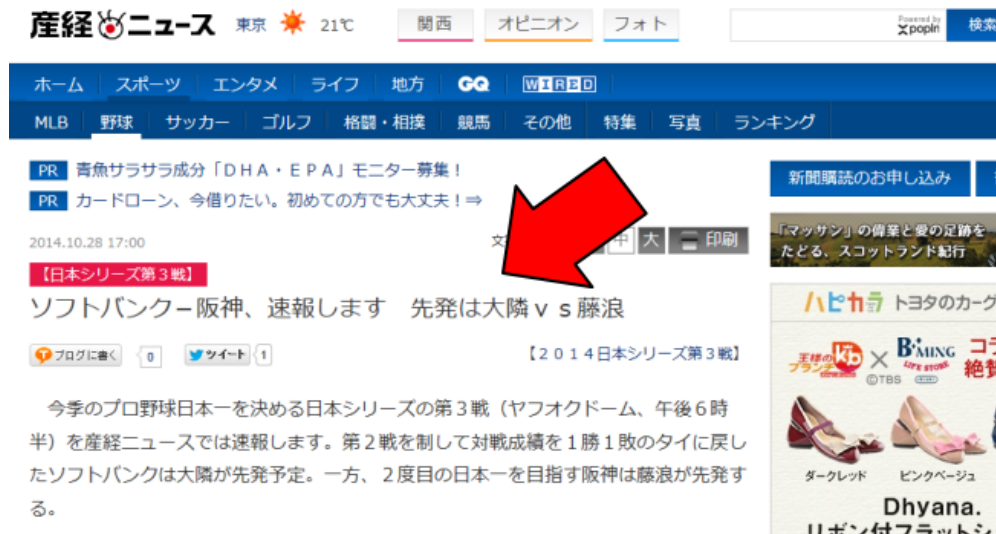 産経ニュース 東京 21℃ 関西 オピニオン フォト Powered by popIn 検索
ホーム スポーツ エンタメ ライフ 地方 GQ WIRED
MLB 野球 サッカー ゴルフ 格闘・相撲 競馬 その他 特集 写真 ランキング
PR 青魚サラサラ成分「ＤＨＡ・ＥＰＡ」モニター募集！
PR カードローン、今借りたい。初めての方でも大丈夫！⇒
新聞購読のお申し込み
2014.10.28 17:00
文 中 大 印刷
「マッサン」の偉業と愛の足跡を
たどる、スコットランド紀行
【日本シリーズ第３戦】
ソフトバンク－阪神、速報します　先発は大隣ｖｓ藤浪
ブログに書く 0 ツイート 1
【２０１４日本シリーズ第３戦】
今季のプロ野球日本一を決める日本シリーズの第３戦（ヤフオクドーム、午後６時
半）を産経ニュースでは速報します。第２戦を制して対戦成績を１勝１敗のタイに戻し
たソフトバンクは大隣が先発予定。一方、２度目の日本一を目指す阪神は藤浪が先発す
る。
ハピカラ トヨタのカーグ
王様のブランチ kb × B:MING LIFE STORE コラ
©TBS 絶賛
ダークレッド ピンクベージュ
Dhyana.
リボン付フラットシ